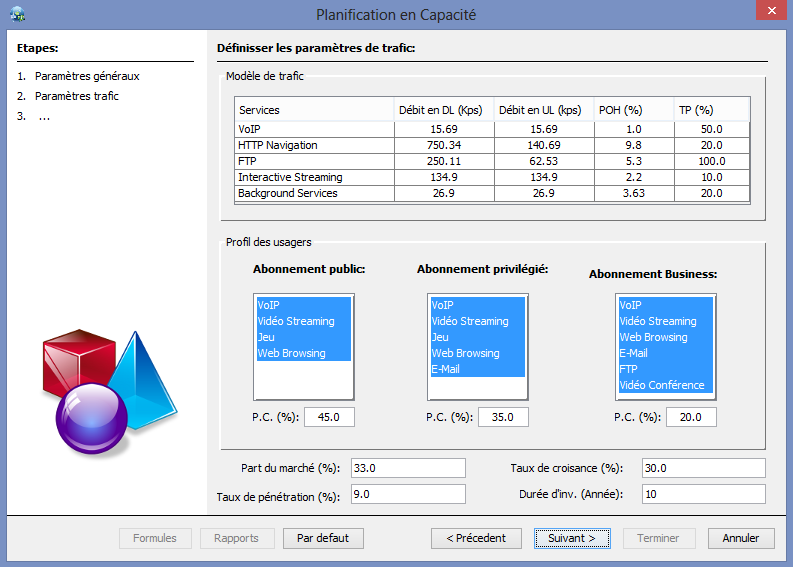 Planification en Capacité
Etapes:
1. Paramètres généraux
2. Paramètres trafic
3. ...
Définisser les paramètres de trafic:
Modèle de trafic
Services Débit en DL (Kps) Débit en UL (kps) POH (%) TP (%)
VoIP 15.69 15.69 1.0 50.0
HTTP Navigation 750.34 140.69 9.8 20.0
FTP 250.11 62.53 5.3 100.0
Interactive Streaming 134.9 134.9 2.2 10.0
Background Services 26.9 26.9 3.63 20.0
Profil des usagers
Abonnement public:
VoIP
Vidéo Streaming
Jeu
Web Browsing
P.C. (%): 45.0
Abonnement privilégié:
VoIP
Vidéo Streaming
Jeu
Web Browsing
E-Mail
P.C. (%): 35.0
Abonnement Business:
VoIP
Vidéo Streaming
Web Browsing
E-Mail
FTP
Vidéo Conférence
P.C. (%): 20.0
Part du marché (%): 33.0
Taux de croisance (%): 30.0
Taux de pénétration (%): 9.0
Durée d'inv. (Année): 10
Formules Rapports Par defaut < Précedent Suivant > Terminer Annuler